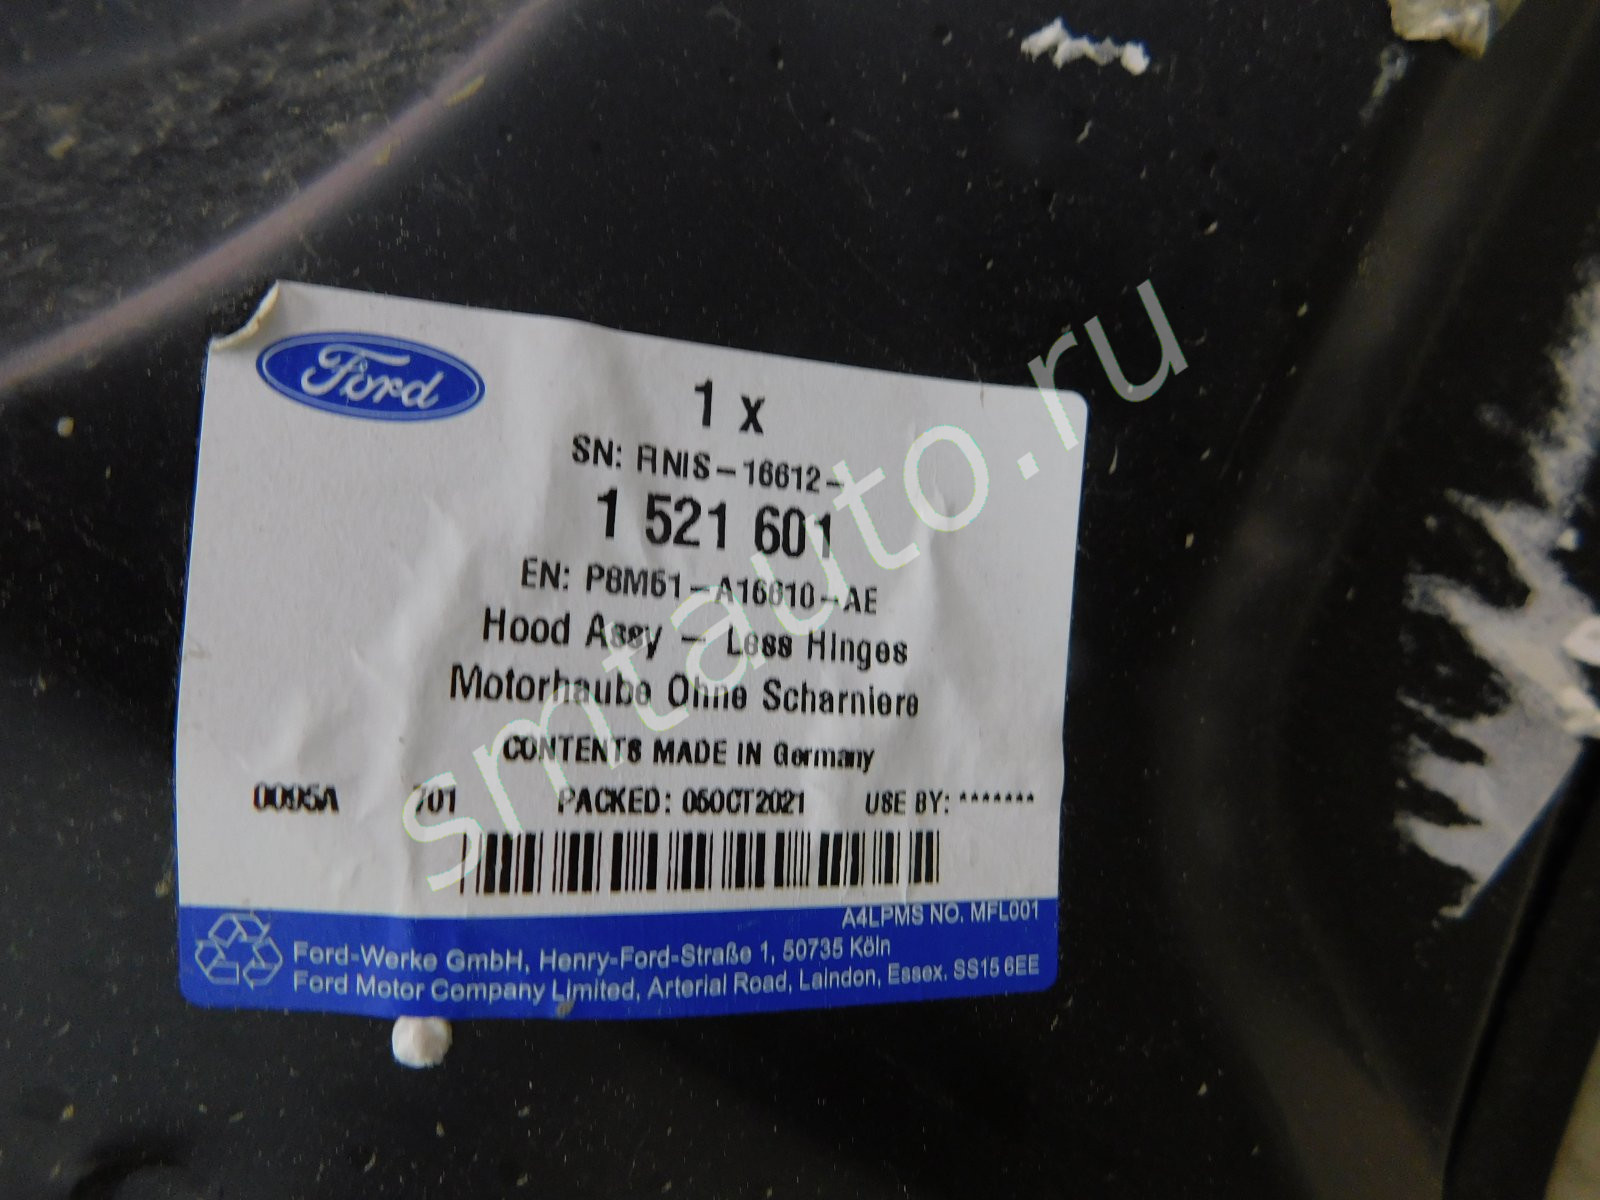 Ford
1 x
SN: FINIS-16612-
1 521 601
EN: P8M51-A16610-AE
Hood Assy - Less Hinges
Motorhaube Ohne Scharniere
CONTENTS MADE IN Germany
0095A 701 PACKED: 05OCT2021 USE BY: *******
A4LPMS NO. MFL001
Ford-Werke GmbH, Henry-Ford-Straße 1, 50735 Köln
Ford Motor Company Limited, Arterial Road, Laindon, Essex. SS15 6EE
smtauto.ru